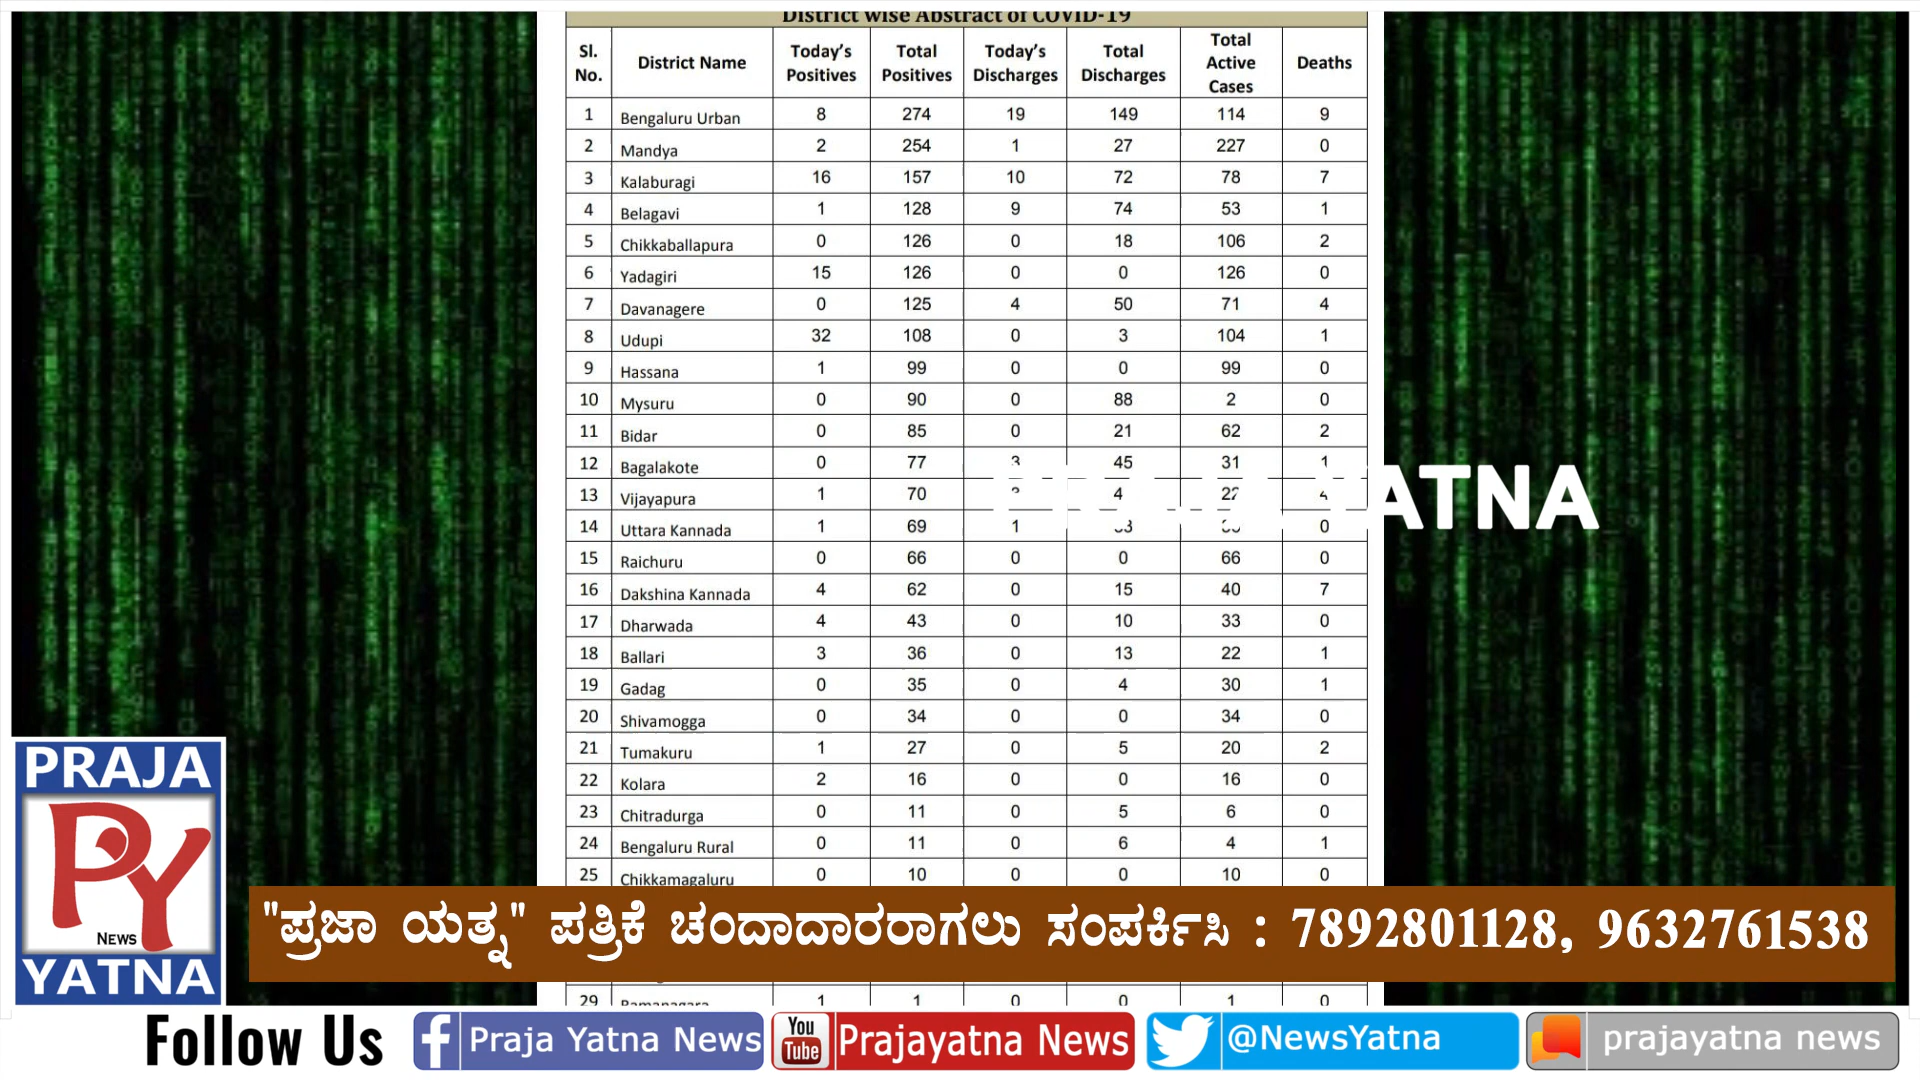 District wise Abstract of COVID-19
Sl. No. District Name Today's Positives Total Positives Today's Discharges Total Discharges Total Active Cases Deaths
1 Bengaluru Urban 8 274 19 149 114 9
2 Mandya 2 254 1 27 227 0
3 Kalaburagi 16 157 10 72 78 7
4 Belagavi 1 128 9 74 53 1
5 Chikkaballapura 0 126 0 18 106 2
6 Yadagiri 15 126 0 0 126 0
7 Davanagere 0 125 4 50 71 4
8 Udupi 32 108 0 3 104 1
9 Hassana 1 99 0 0 99 0
10 Mysuru 0 90 0 88 2 0
11 Bidar 0 85 0 21 62 2
12 Bagalakote 0 77 3 45 31 1
13 Vijayapura 1 70 4
14 Uttara Kannada 1 69 1 0
15 Raichuru 0 66 0 0 66 0
16 Dakshina Kannada 4 62 0 15 40 7
17 Dharwada 4 43 0 10 33 0
18 Ballari 3 36 0 13 22 1
19 Gadag 0 35 0 4 30 1
20 Shivamogga 0 34 0 0 34 0
21 Tumakuru 1 27 0 5 20 2
22 Kolara 2 16 0 0 16 0
23 Chitradurga 0 11 0 5 6 0
24 Bengaluru Rural 0 11 0 6 4 1
25 Chikkamagaluru 0 10 0 0 10 0
29 Ramanagara 1 1 0 0 1 0
YATNA
PRAJA
PY
NEWS
YATNA
"ಪ್ರಜಾ ಯತ್ನ" ಪತ್ರಿಕೆ ಚಂದಾದಾರರಾಗಲು ಸಂಪರ್ಕಿಸಿ : 7892801128, 9632761538
Follow Us Praja Yatna News You Tube Prajayatna News @NewsYatna prajayatna news